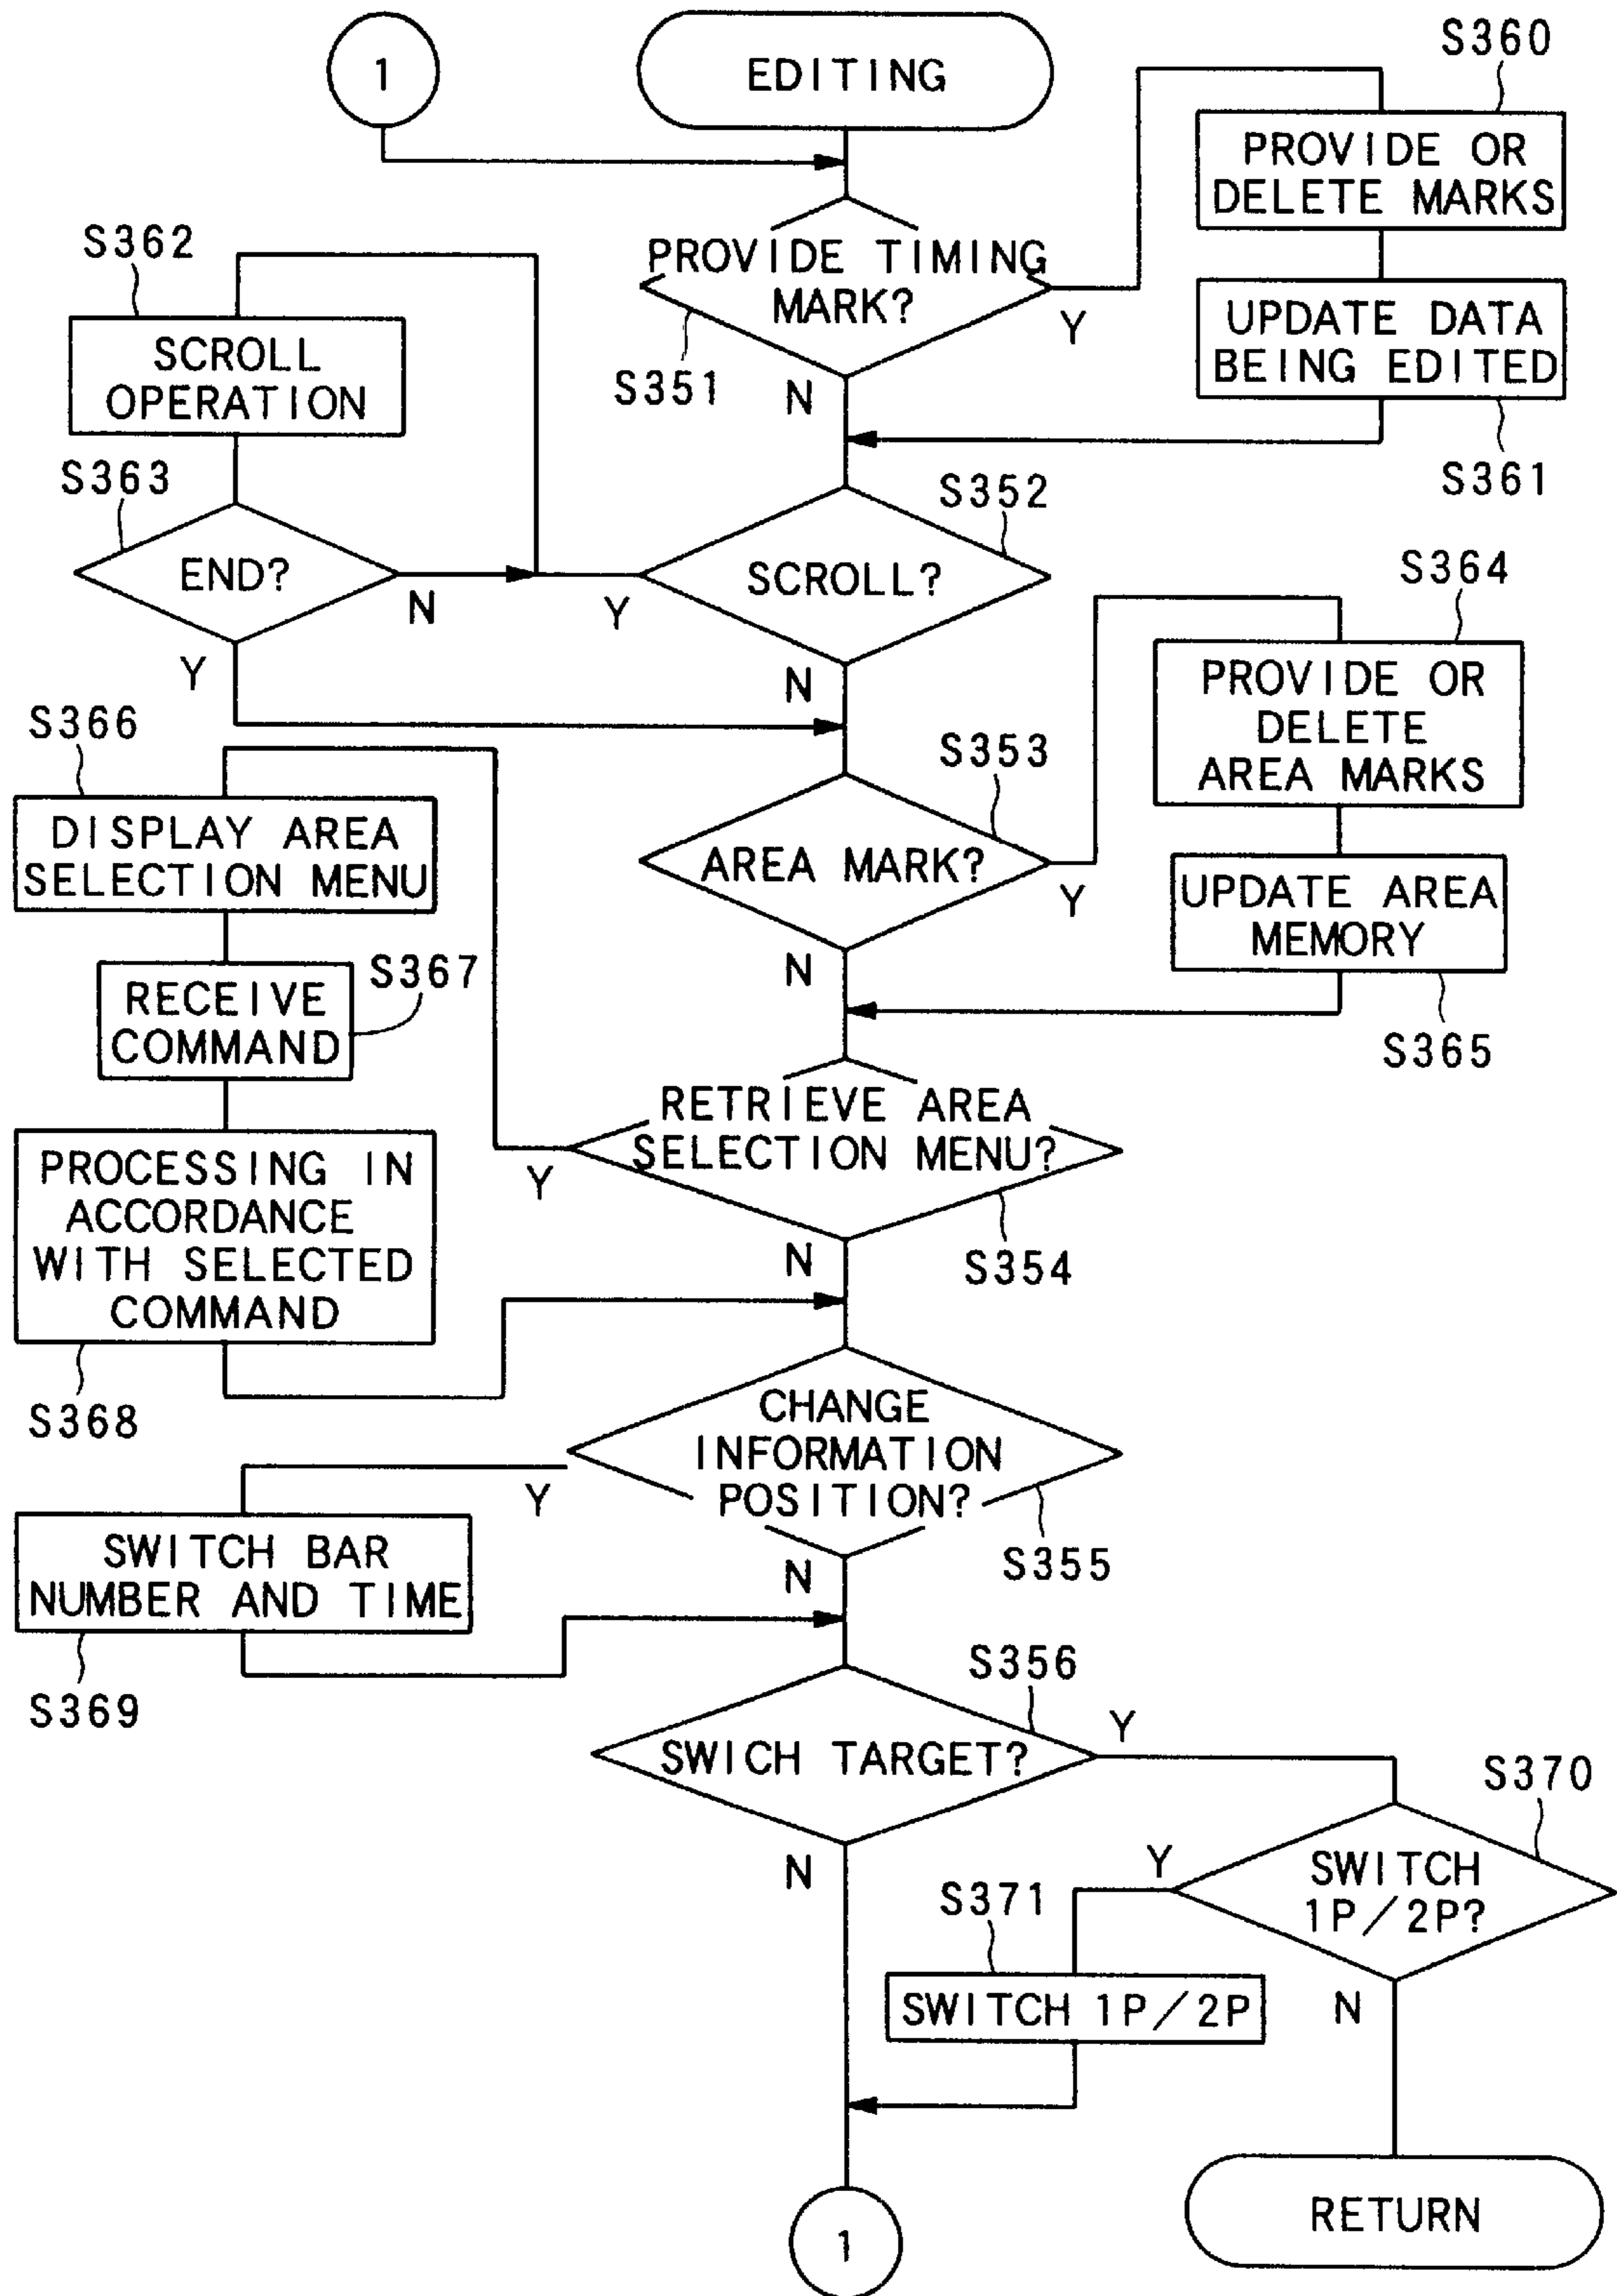 1
EDITING
S360
PROVIDE OR
DELETE MARKS
PROVIDE TIMING
MARK?
S351
Y
N
UPDATE DATA
BEING EDITED
S361
S362
SCROLL
OPERATION
S363
END?
N
Y
S352
SCROLL?
Y
N
S364
PROVIDE OR
DELETE
AREA MARKS
S353
AREA MARK?
Y
N
UPDATE AREA
MEMORY
S365
S366
DISPLAY AREA
SELECTION MENU
S367
RECEIVE
COMMAND
RETRIEVE AREA
SELECTION MENU?
Y
N
S354
PROCESSING IN
ACCORDANCE
WITH SELECTED
COMMAND
S368
CHANGE
INFORMATION
POSITION?
Y
N
S355
SWITCH BAR
NUMBER AND TIME
S369
S356
SWICH TARGET?
Y
N
S370
SWITCH
1P/2P?
Y
N
S371
SWITCH 1P/2P
RETURN
1